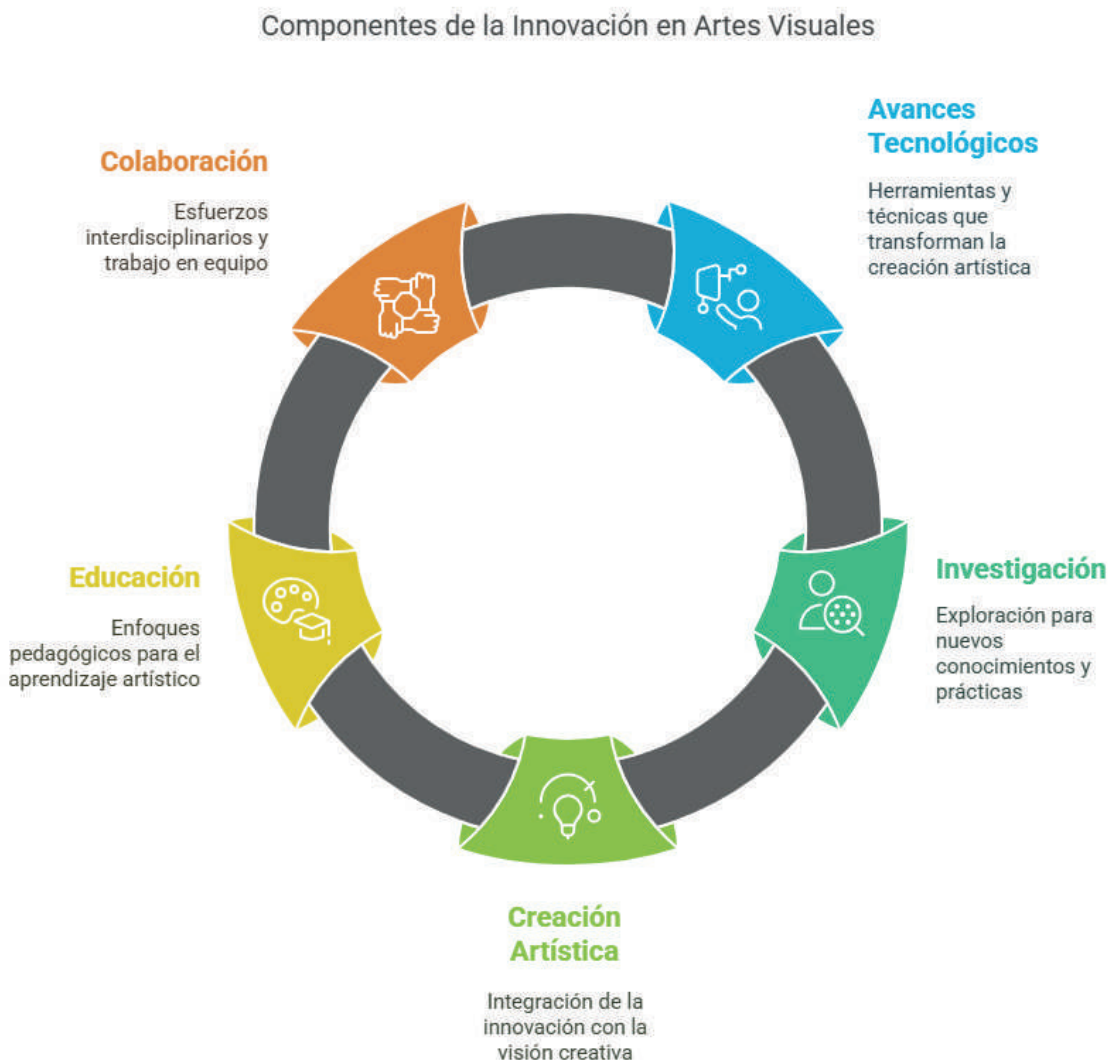 Componentes de la Innovación en Artes Visuales
Avances
Tecnológicos
Herramientas y
técnicas que
transforman la
creación artística
Colaboración
Esfuerzos
interdisciplinarios y
trabajo en equipo
Educación
Enfoques
pedagógicos para el
aprendizaje artístico
Investigación
Exploración para
nuevos
conocimientos y
prácticas
Creación
Artística
Integración de la
innovación con la
visión creativa